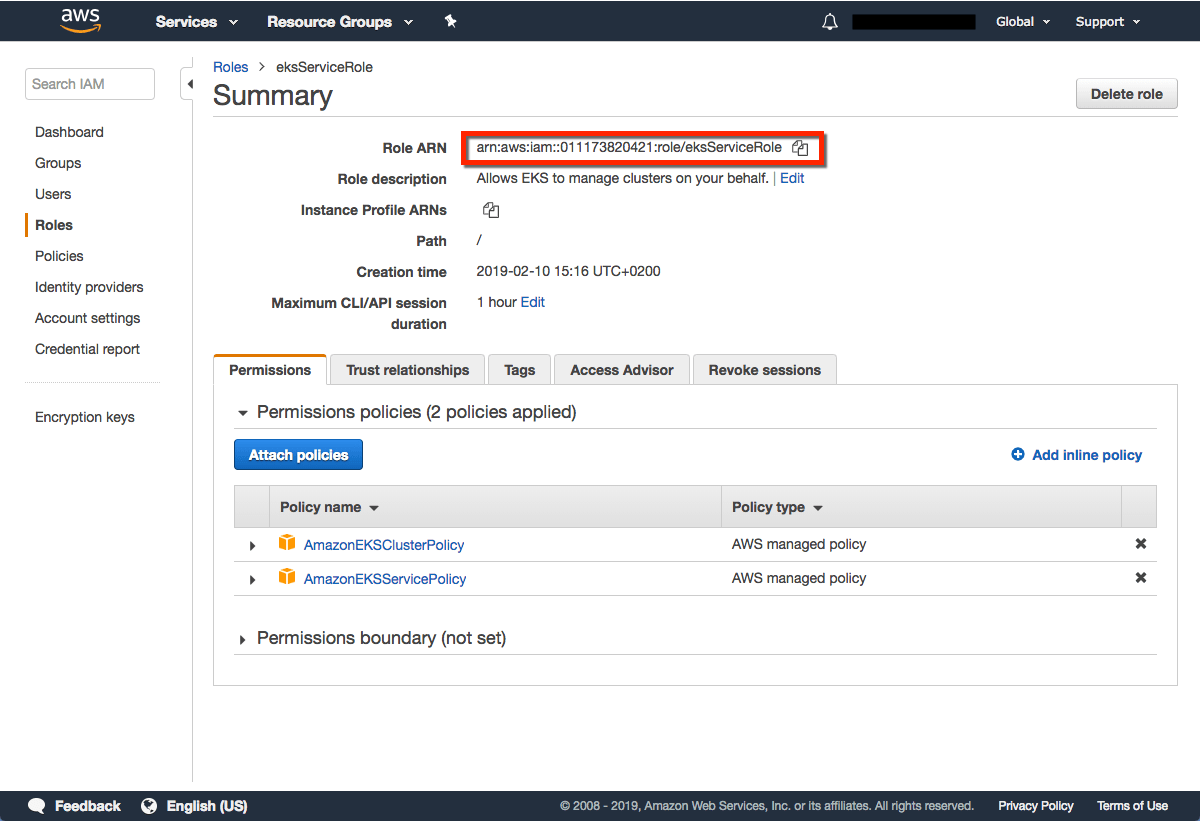 aws Services Resource Groups Global Support
Search IAM
Dashboard
Groups
Users
Roles
Policies
Identity providers
Account settings
Credential report
Encryption keys
Roles > eksServiceRole
Summary
Delete role
Role ARN arn:aws:iam::011173820421:role/eksServiceRole
Role description Allows EKS to manage clusters on your behalf. | Edit
Instance Profile ARNs
Path /
Creation time 2019-02-10 15:16 UTC+0200
Maximum CLI/API session 1 hour Edit
duration
Permissions Trust relationships Tags Access Advisor Revoke sessions
Permissions policies (2 policies applied)
Attach policies Add inline policy
Policy name Policy type
AmazonEKSClusterPolicy AWS managed policy
AmazonEKSServicePolicy AWS managed policy
Permissions boundary (not set)
Feedback English (US) © 2008 - 2019, Amazon Web Services, Inc. or its affiliates. All rights reserved. Privacy Policy Terms of Use